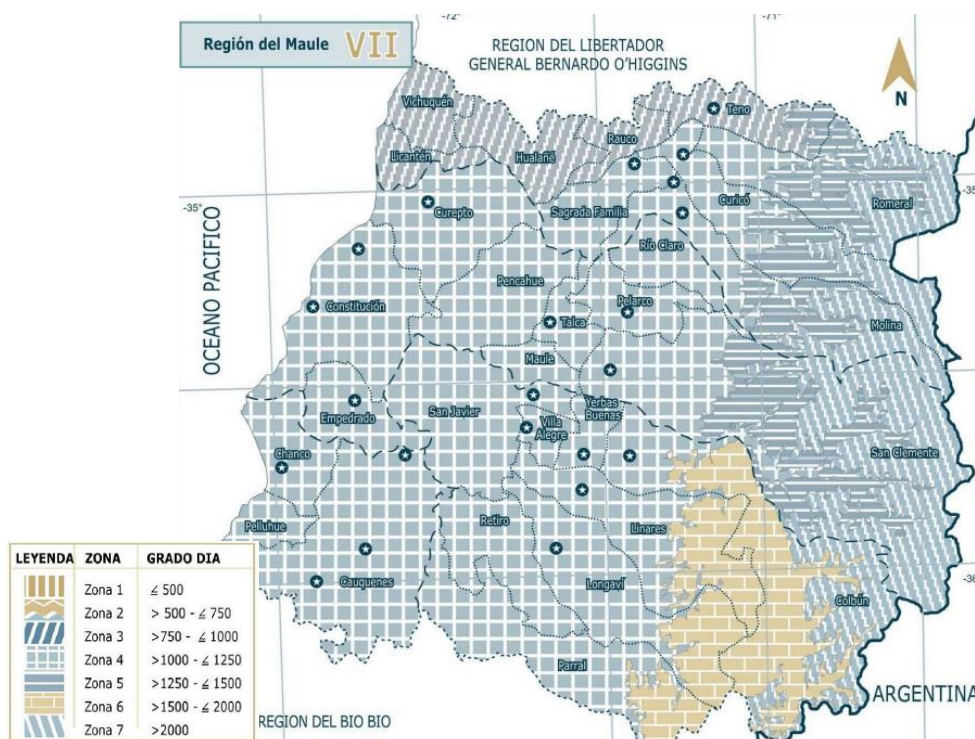 -72
-71
Región del Maule VII
REGION DEL LIBERTADOR
GENERAL BERNARDO O'HIGGINS
N
Vichuquén
Teno
Rauco
Licantén
Hualañé
-35°
-35
Curepto
Sagrada Familia
Curicó
Romeral
Río Claro
OCEANO PACIFICO
Pencahue
Constitución
Pelarco
Talca
Molina
Maule
Empedrado
San Javier
Yerbas
Buenas
Villa
Alegre
Chanco
San Clemente
Pelluhue
Retiro
Linares
Cauquenes
Longaví
Colbún
-36
Parral
ARGENTINA
REGION DEL BIO BIO
LEYENDA ZONA GRADO DIA
Zona 1 ≤ 500
Zona 2 > 500 - ≤ 750
Zona 3 >750 - ≤ 1000
Zona 4 >1000 - ≤ 1250
Zona 5 >1250 - ≤ 1500
Zona 6 >1500 - ≤ 2000
Zona 7 >2000